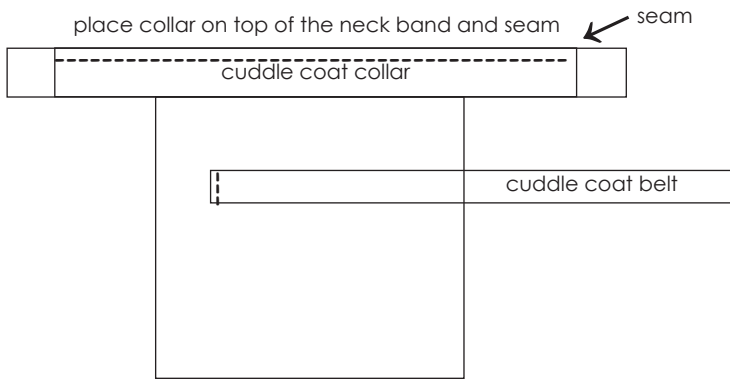 place collar on top of the neck band and seam
seam
cuddle coat collar
cuddle coat belt